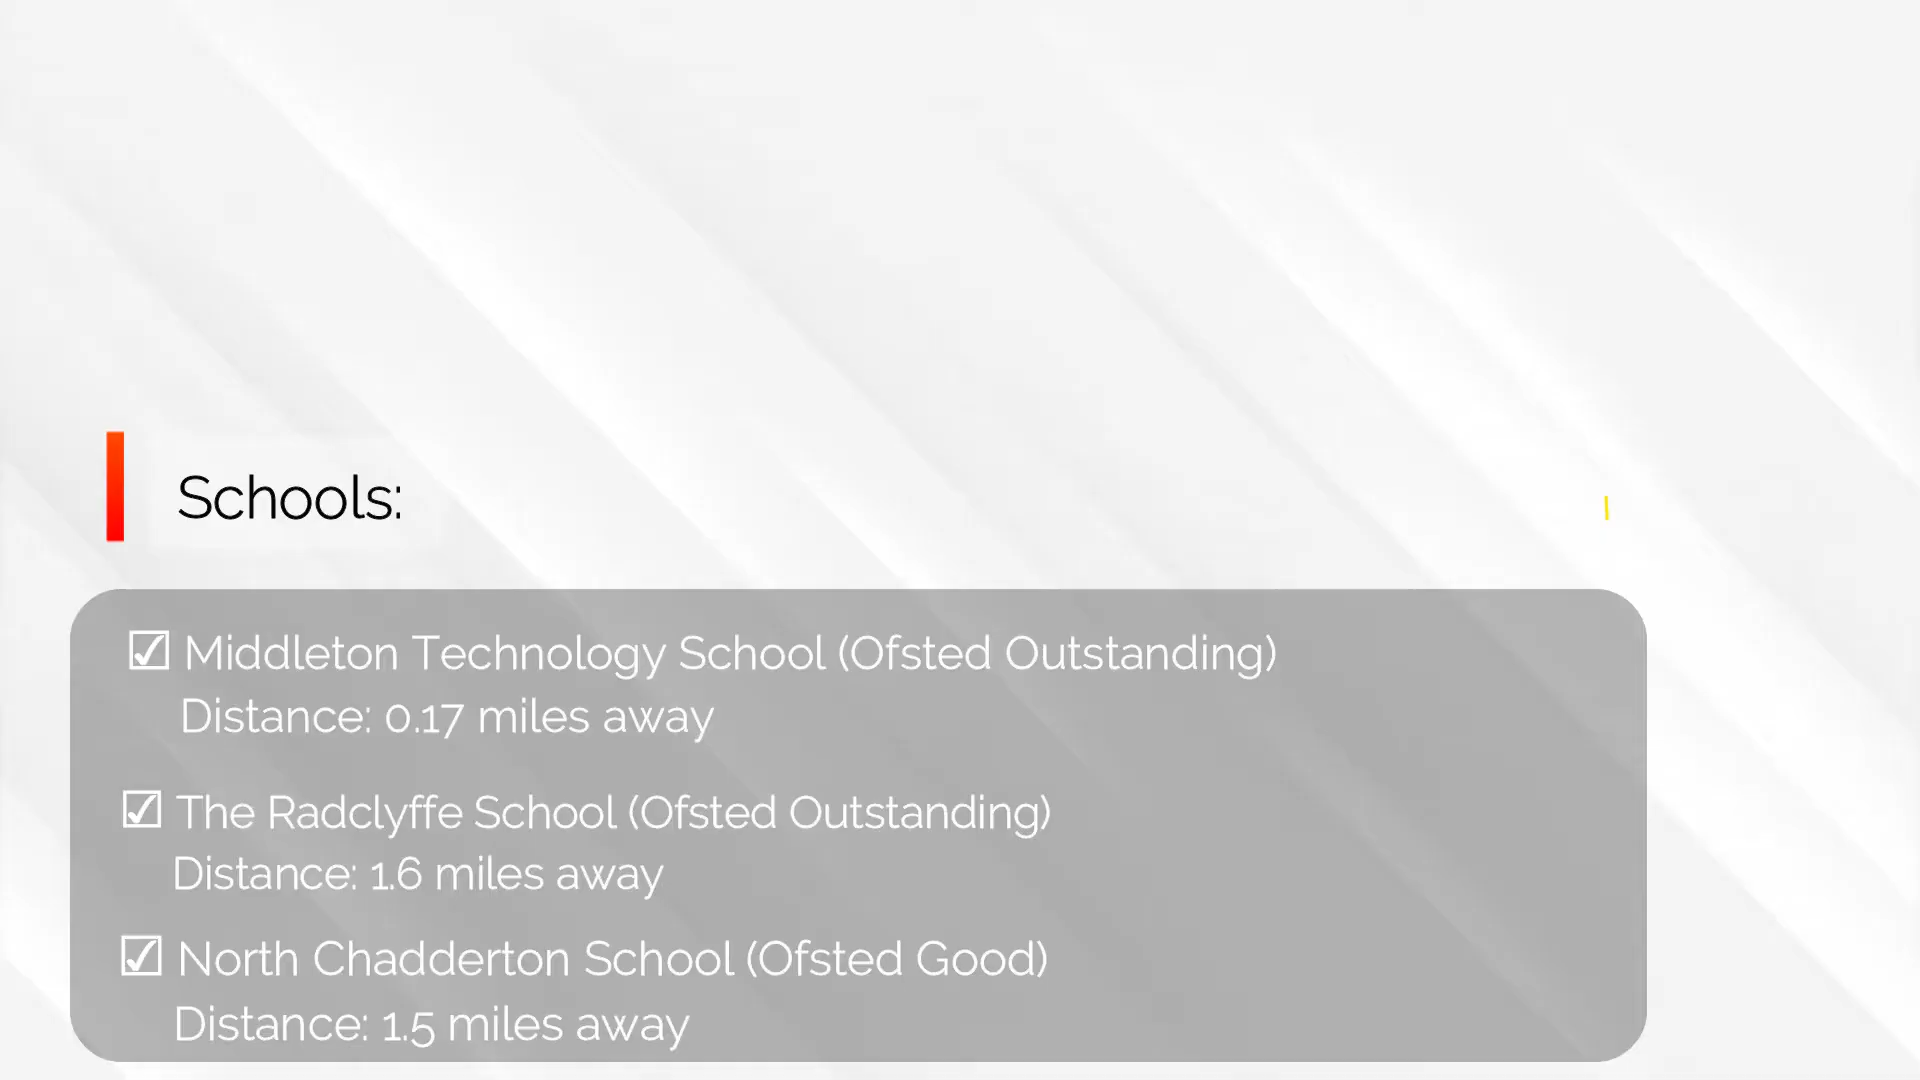 Schools:
☑ Middleton Technology School (Ofsted Outstanding)
Distance: 0.17 miles away
☑ The Radclyffe School (Ofsted Outstanding)
Distance: 1.6 miles away
☑ North Chadderton School (Ofsted Good)
Distance: 1.5 miles away